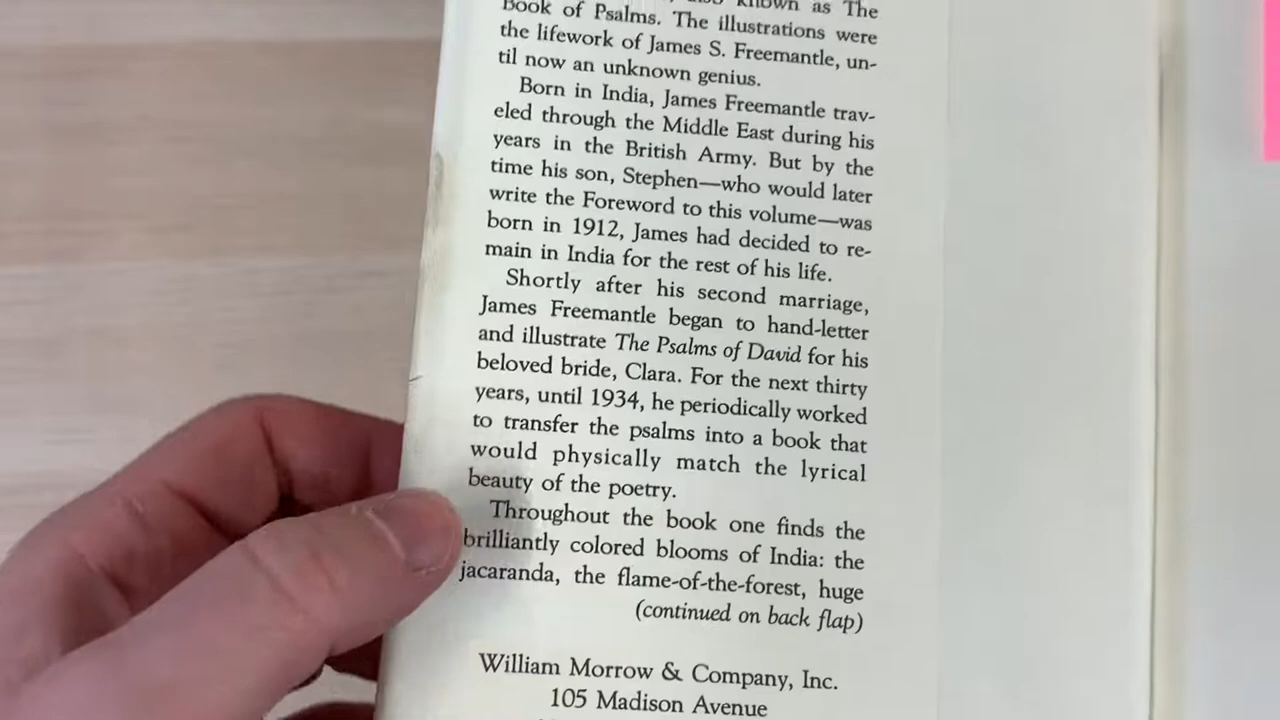 known as The
Book of Psalms. The illustrations were
the lifework of James S. Freemantle, un-
til now an unknown genius.
Born in India, James Freemantle trav-
eled through the Middle East during his
years in the British Army. But by the
time his son, Stephen—who would later
write the Foreword to this volume—was
born in 1912, James had decided to re-
main in India for the rest of his life.
Shortly after his second marriage,
James Freemantle began to hand-letter
and illustrate The Psalms of David for his
beloved bride, Clara. For the next thirty
years, until 1934, he periodically worked
to transfer the psalms into a book that
would physically match the lyrical
beauty of the poetry.
Throughout the book one finds the
brilliantly colored blooms of India: the
jacaranda, the flame-of-the-forest, huge
(continued on back flap)
William Morrow & Company, Inc.
105 Madison Avenue